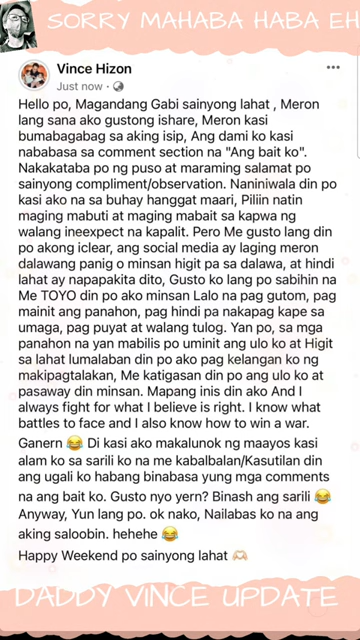 SORRY MAHABA HABA EH
Vince Hizon
Just now ·
Hello po, Magandang Gabi sainyong lahat , Meron
lang sana ako gustong ishare, Meron kasi
bumabagabag sa aking isip, Ang dami ko kasi
nababasa sa comment section na "Ang bait ko".
Nakakataba po ng puso at maraming salamat po
sainyong compliment/observation. Naniniwala din po
kasi ako na sa buhay hanggat maari, Piliin natin
maging mabuti at maging mabait sa kapwa ng
walang ineexpect na kapalit. Pero Me gusto lang din
po akong iclear, ang social media ay laging meron
dalawang panig o minsan higit pa sa dalawa, at hindi
lahat ay napapakita dito, Gusto ko lang po sabihin na
Me TOYO din po ako minsan Lalo na pag gutom, pag
mainit ang panahon, pag hindi pa nakapag kape sa
umaga, pag puyat at walang tulog. Yan po, sa mga
panahon na yan mabilis po uminit ang ulo ko at Higit
sa lahat lumalaban din po ako pag kelangan ko ng
makipagtalakan, Me katigasan din po ang ulo ko at
pasaway din minsan. Mapang inis din ako And I
always fight for what I believe is right. I know what
battles to face and I also know how to win a war.
Ganern 😂 Di kasi ako makalunok ng maayos kasi
alam ko sa sarili ko na me kabalbalan/Kasutilan din
ang ugali ko habang binabasa yung mga comments
na ang bait ko. Gusto nyo yern? Binash ang sarili 😂
Anyway, Yun lang po. ok nako, Nailabas ko na ang
aking saloobin. hehehe 😂
Happy Weekend po sainyong lahat 🫶🏻
DADDY VINCE UPDATE